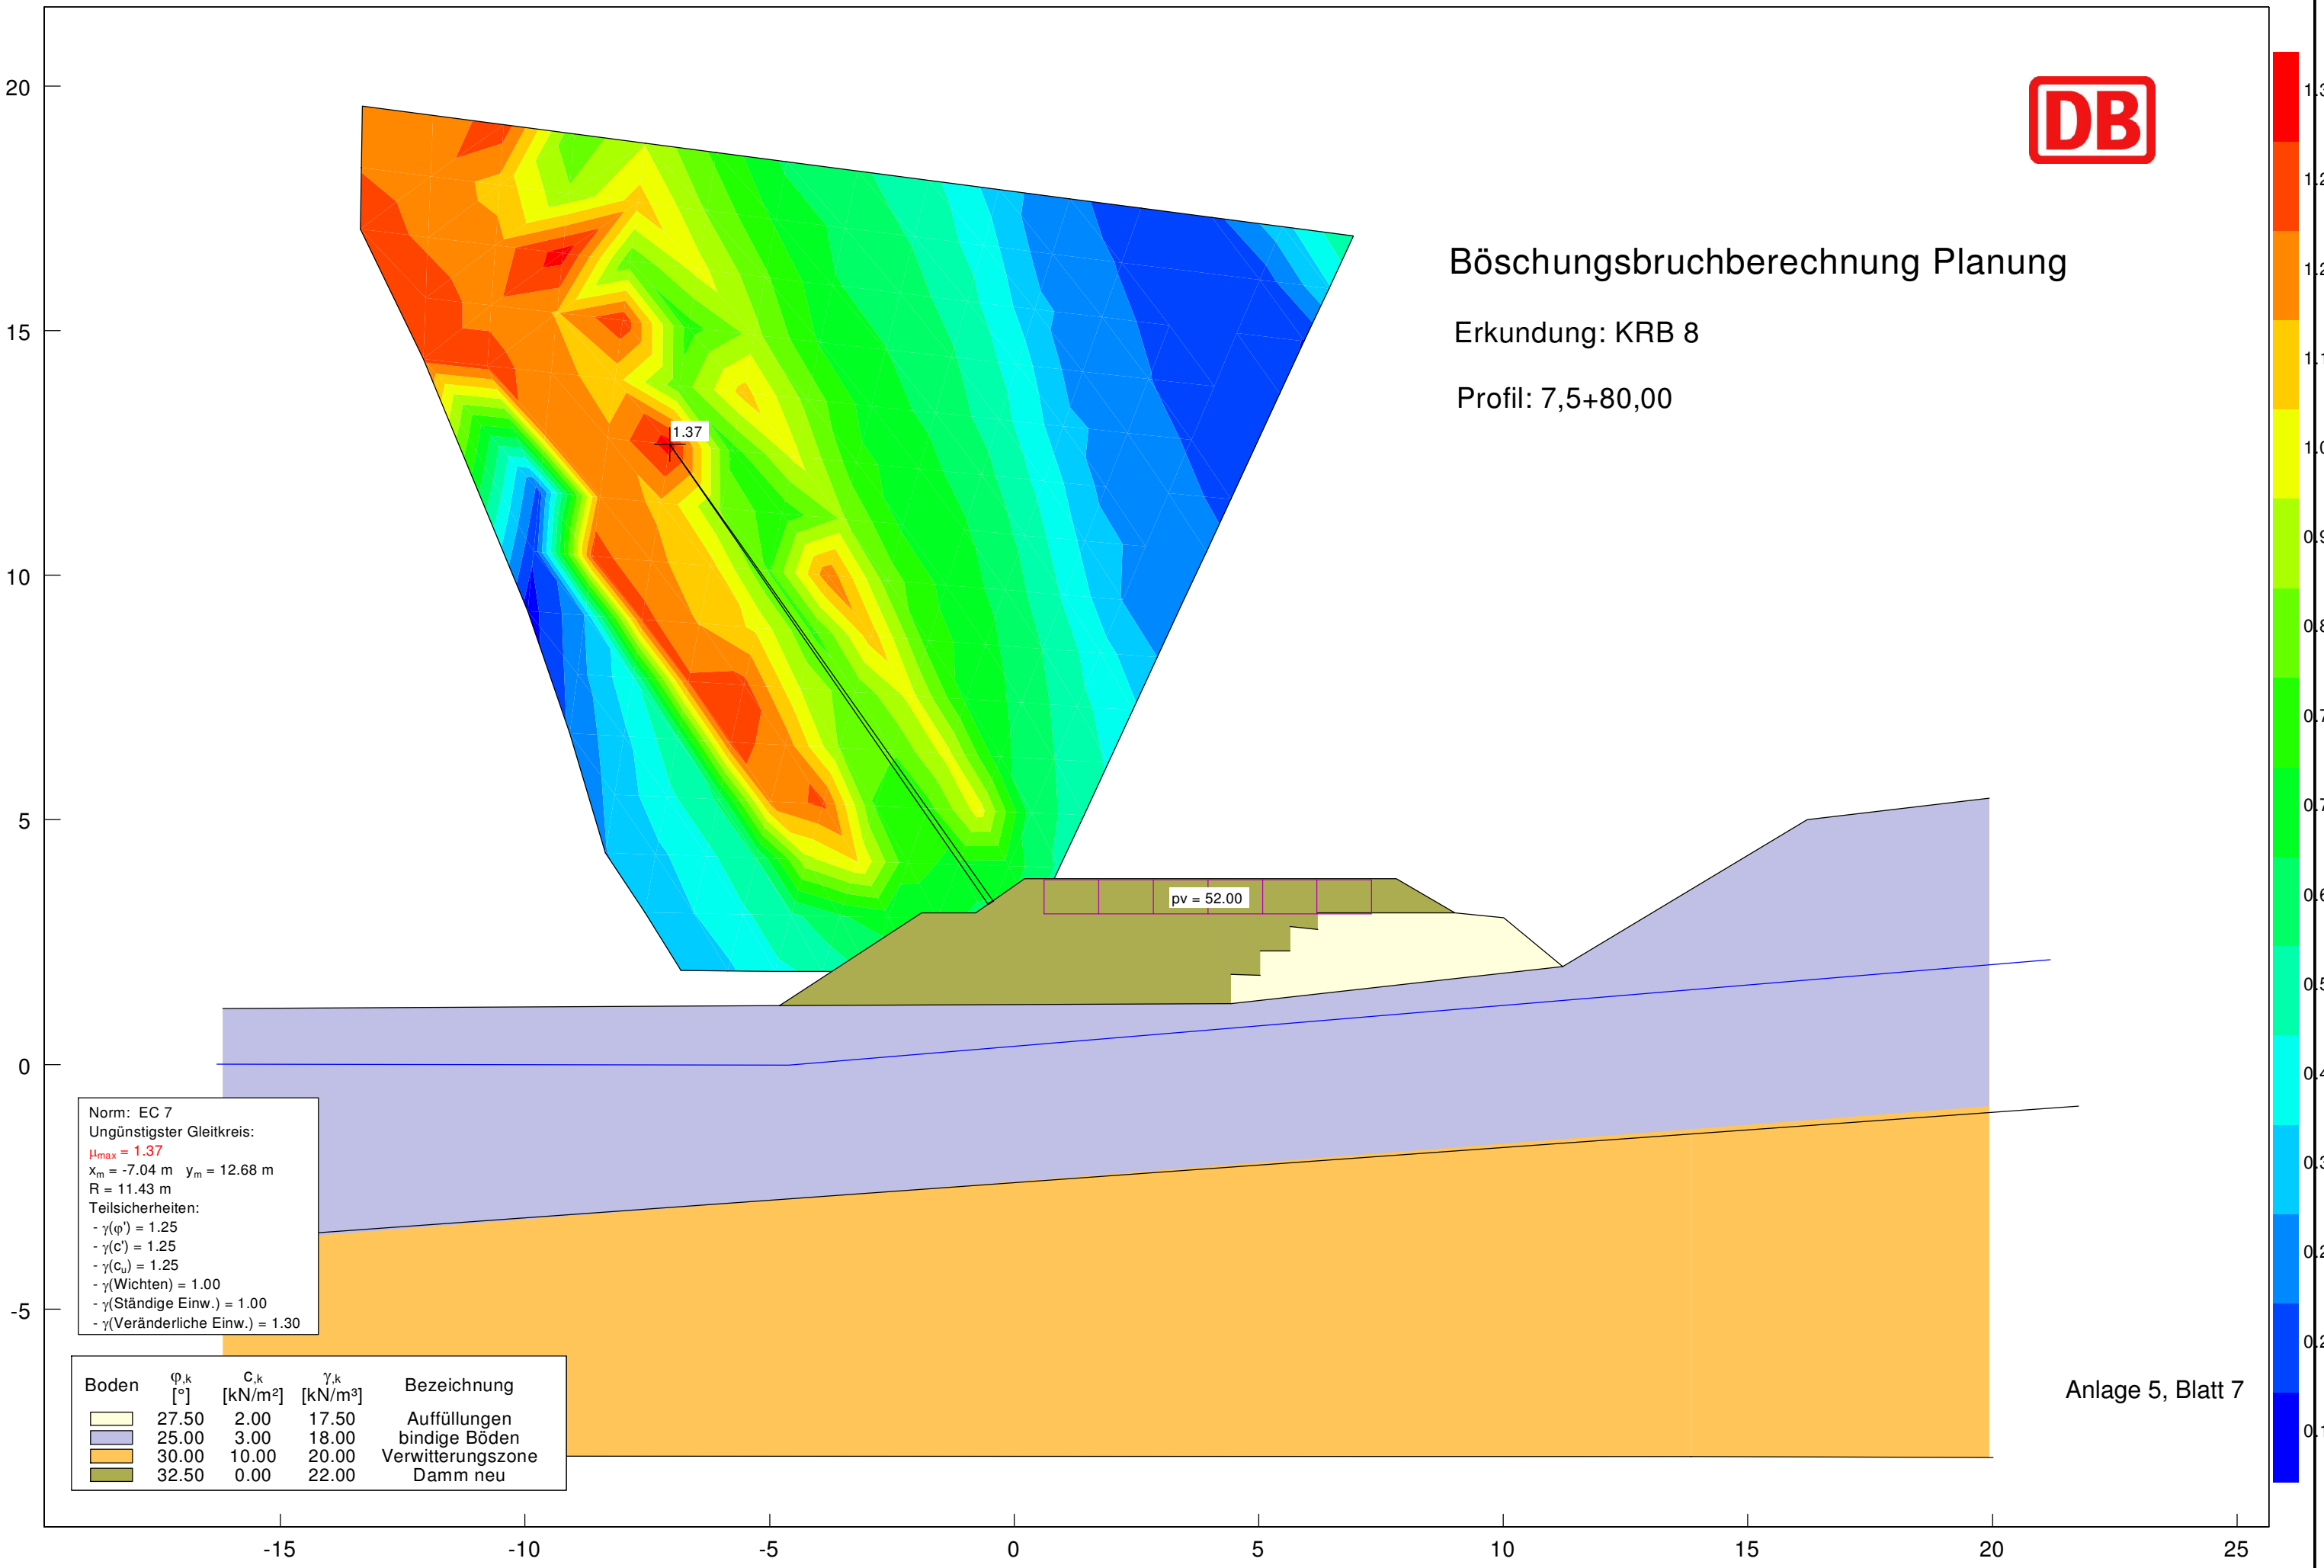 DB
Böschungsbruchberechnung Planung
Erkundung: KRB 8
Profil: 7,5+80,00
20
15
10
5
0
-5
1.37
pv = 52.00
Norm: EC 7
Ungünstigster Gleitkreis:
μmax = 1.37
xm = -7.04 m ym = 12.68 m
R = 11.43 m
Teilsicherheiten:
- γ(φ') = 1.25
- γ(c') = 1.25
- γ(cu) = 1.25
- γ(Wichten) = 1.00
- γ(Ständige Einw.) = 1.00
- γ(Veränderliche Einw.) = 1.30
Boden φ,k [°] c,k [kN/m²] γ,k [kN/m³] Bezeichnung
27.50 2.00 17.50 Auffüllungen
25.00 3.00 18.00 bindige Böden
30.00 10.00 20.00 Verwitterungszone
32.50 0.00 22.00 Damm neu
Anlage 5, Blatt 7
-15 -10 -5 0 5 10 15 20 25